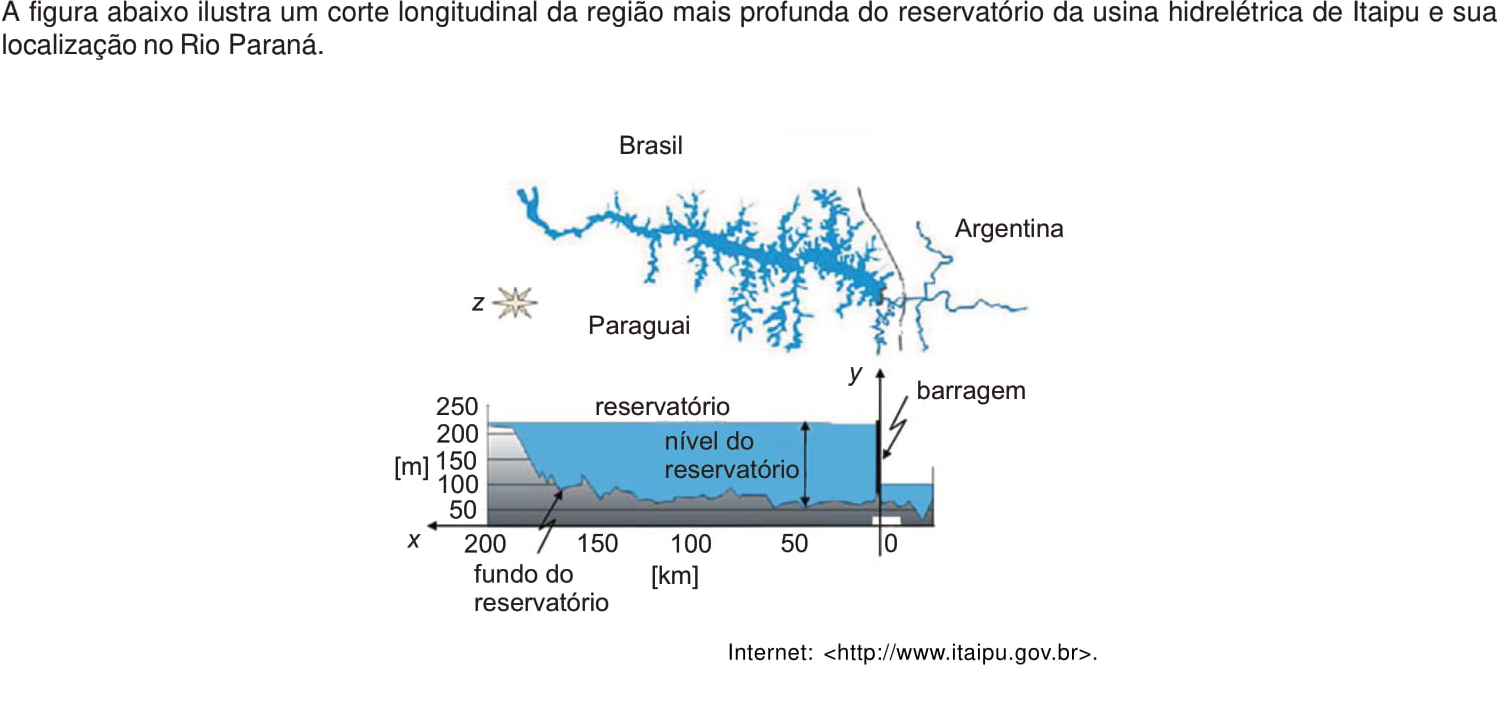 A figura abaixo ilustra um corte longitudinal da região mais profunda do reservatório da usina hidrelétrica de Itaipu e sua
localização no Rio Paraná.
Brasil
Argentina
z
Paraguai
y
barragem
250
reservatório
200
nível do
[m]
150
reservatório
100
50
x
200
150
100
50
0
fundo do
[km]
reservatório
Internet: <http://www.itaipu.gov.br>.